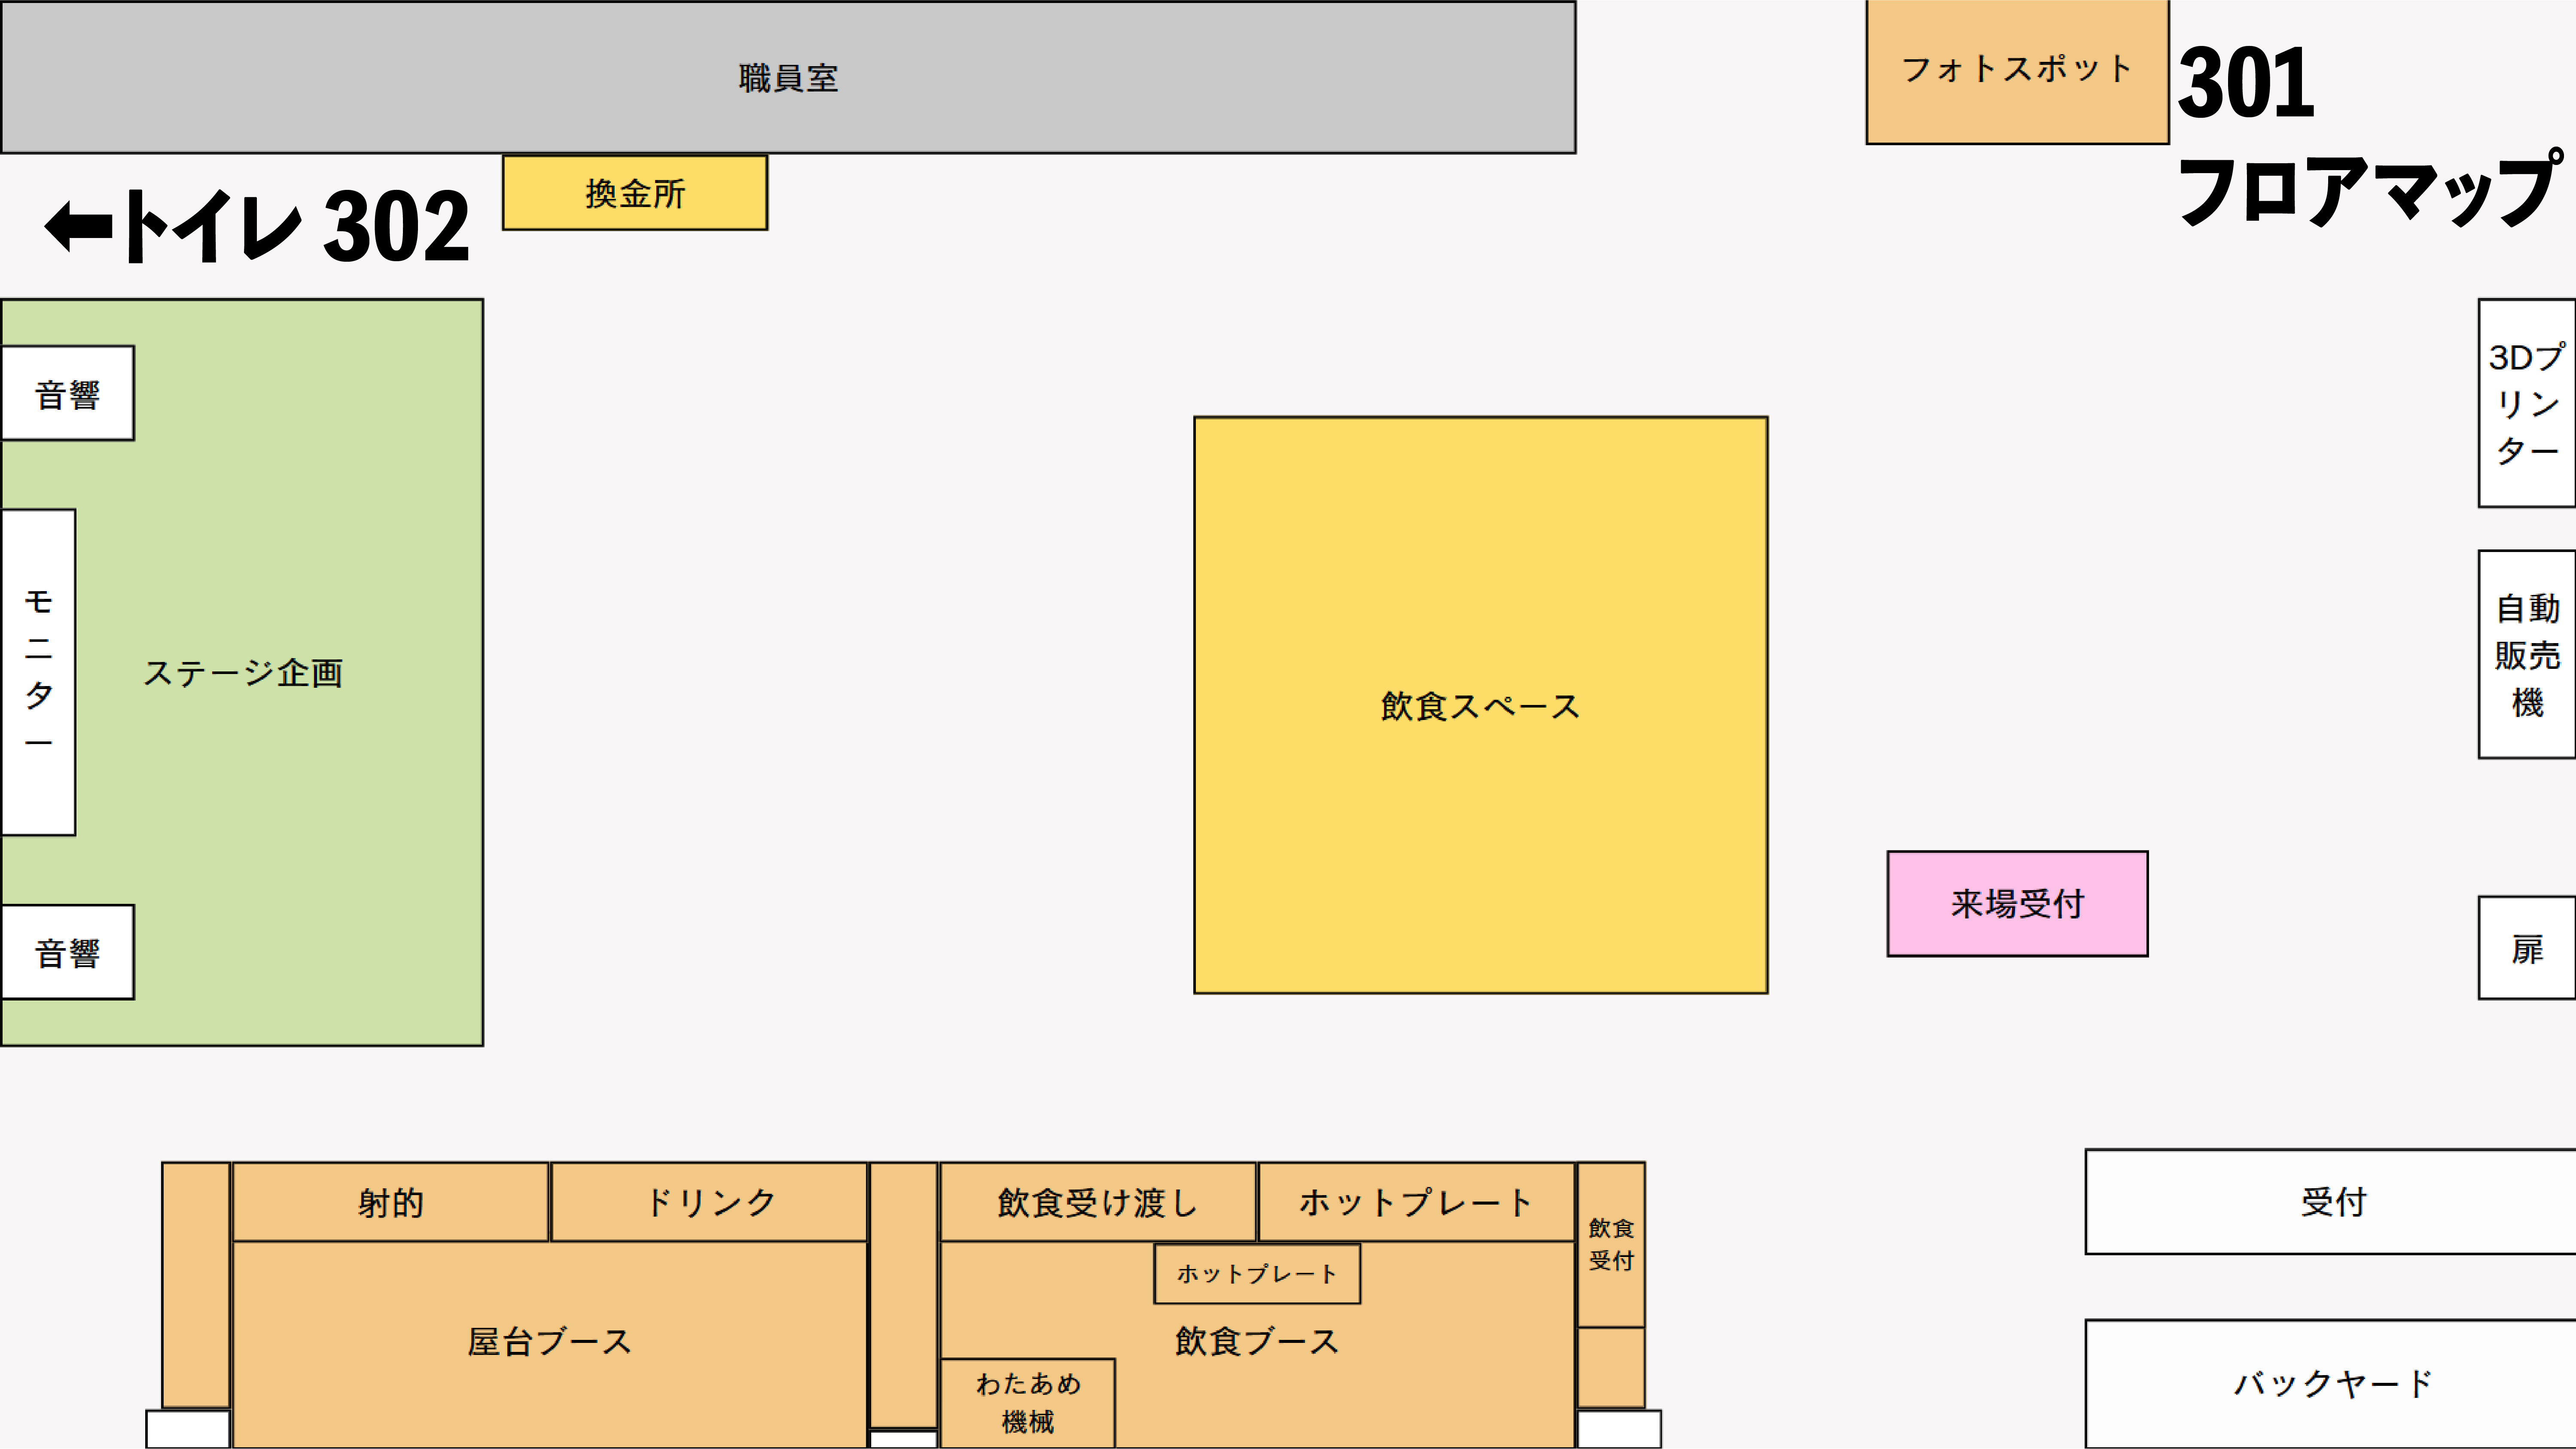 職員室
フォトスポット
301
フロアマップ
換金所
⬅トイレ 302
音響
モ
ニ
タ
ー
ステージ企画
音響
飲食スペース
3Dプ
リン
ター
自動
販売
機
来場受付
扉
射的
ドリンク
飲食受け渡し
ホットプレート
飲食
受付
ホットプレート
屋台ブース
飲食ブース
わたあめ
機械
受付
バックヤード